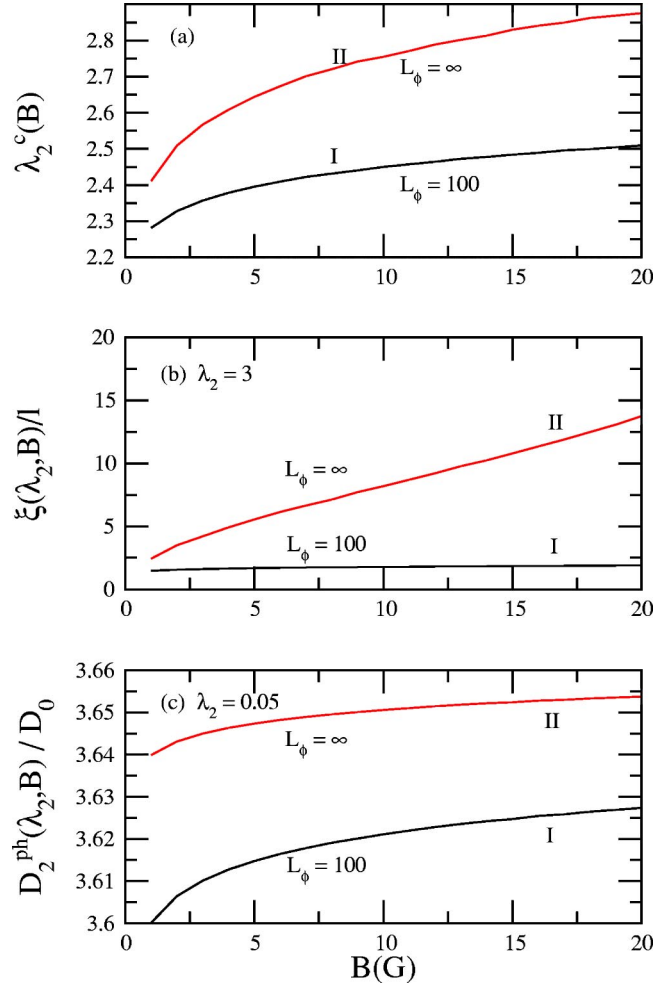 (a)
2.8
2.7
2.6
2.5
2.4
2.3
2.2
λ₂ᶜ(B)
II
L_ϕ = ∞
I
L_ϕ = 100
0 5 10 15 20
(b) λ₂ = 3
20
15
10
5
0
ξ(λ₂,B)/l
L_ϕ = ∞
II
L_ϕ = 100
I
0 5 10 15 20
(c) λ₂ = 0.05
3.66
3.65
3.64
3.63
3.62
3.61
3.6
D₂ᵖʰ(λ₂,B) / D₀
L_ϕ = ∞
II
L_ϕ = 100
I
0 5 10 15 20
B(G)